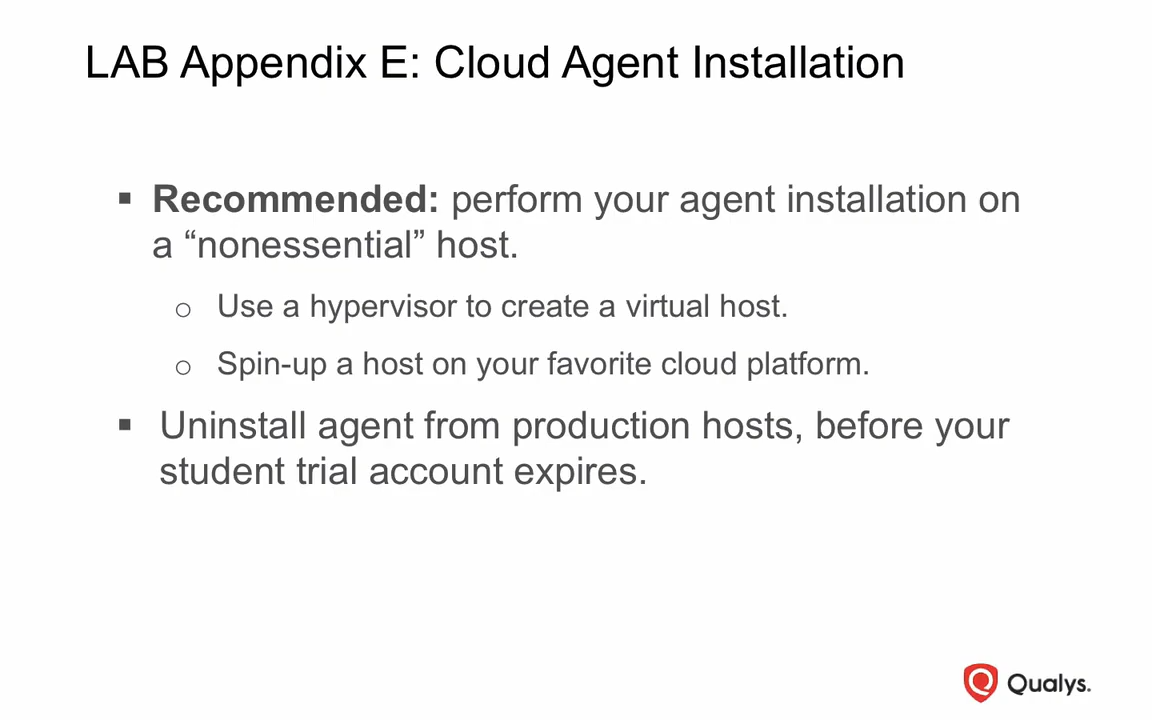 LAB Appendix E: Cloud Agent Installation
▪ Recommended: perform your agent installation on
a “nonessential” host.
o Use a hypervisor to create a virtual host.
o Spin-up a host on your favorite cloud platform.
▪ Uninstall agent from production hosts, before your
student trial account expires.
Qualys.